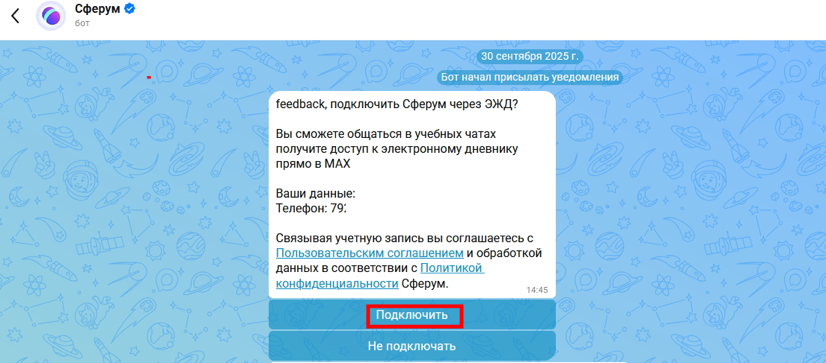 Сферум
бот
30 сентября 2025 г.
Бот начал присылать уведомления
feedback, подключить Сферум через ЭЖД?
Вы сможете общаться в учебных чатах
получите доступ к электронному дневнику
прямо в MAX
Ваши данные:
Телефон: 79
Связывая учетную запись вы соглашаетесь с
Пользовательским соглашением и обработкой
данных в соответствии с Политикой
конфиденциальности Сферум.
14:45
Подключить
Не подключать